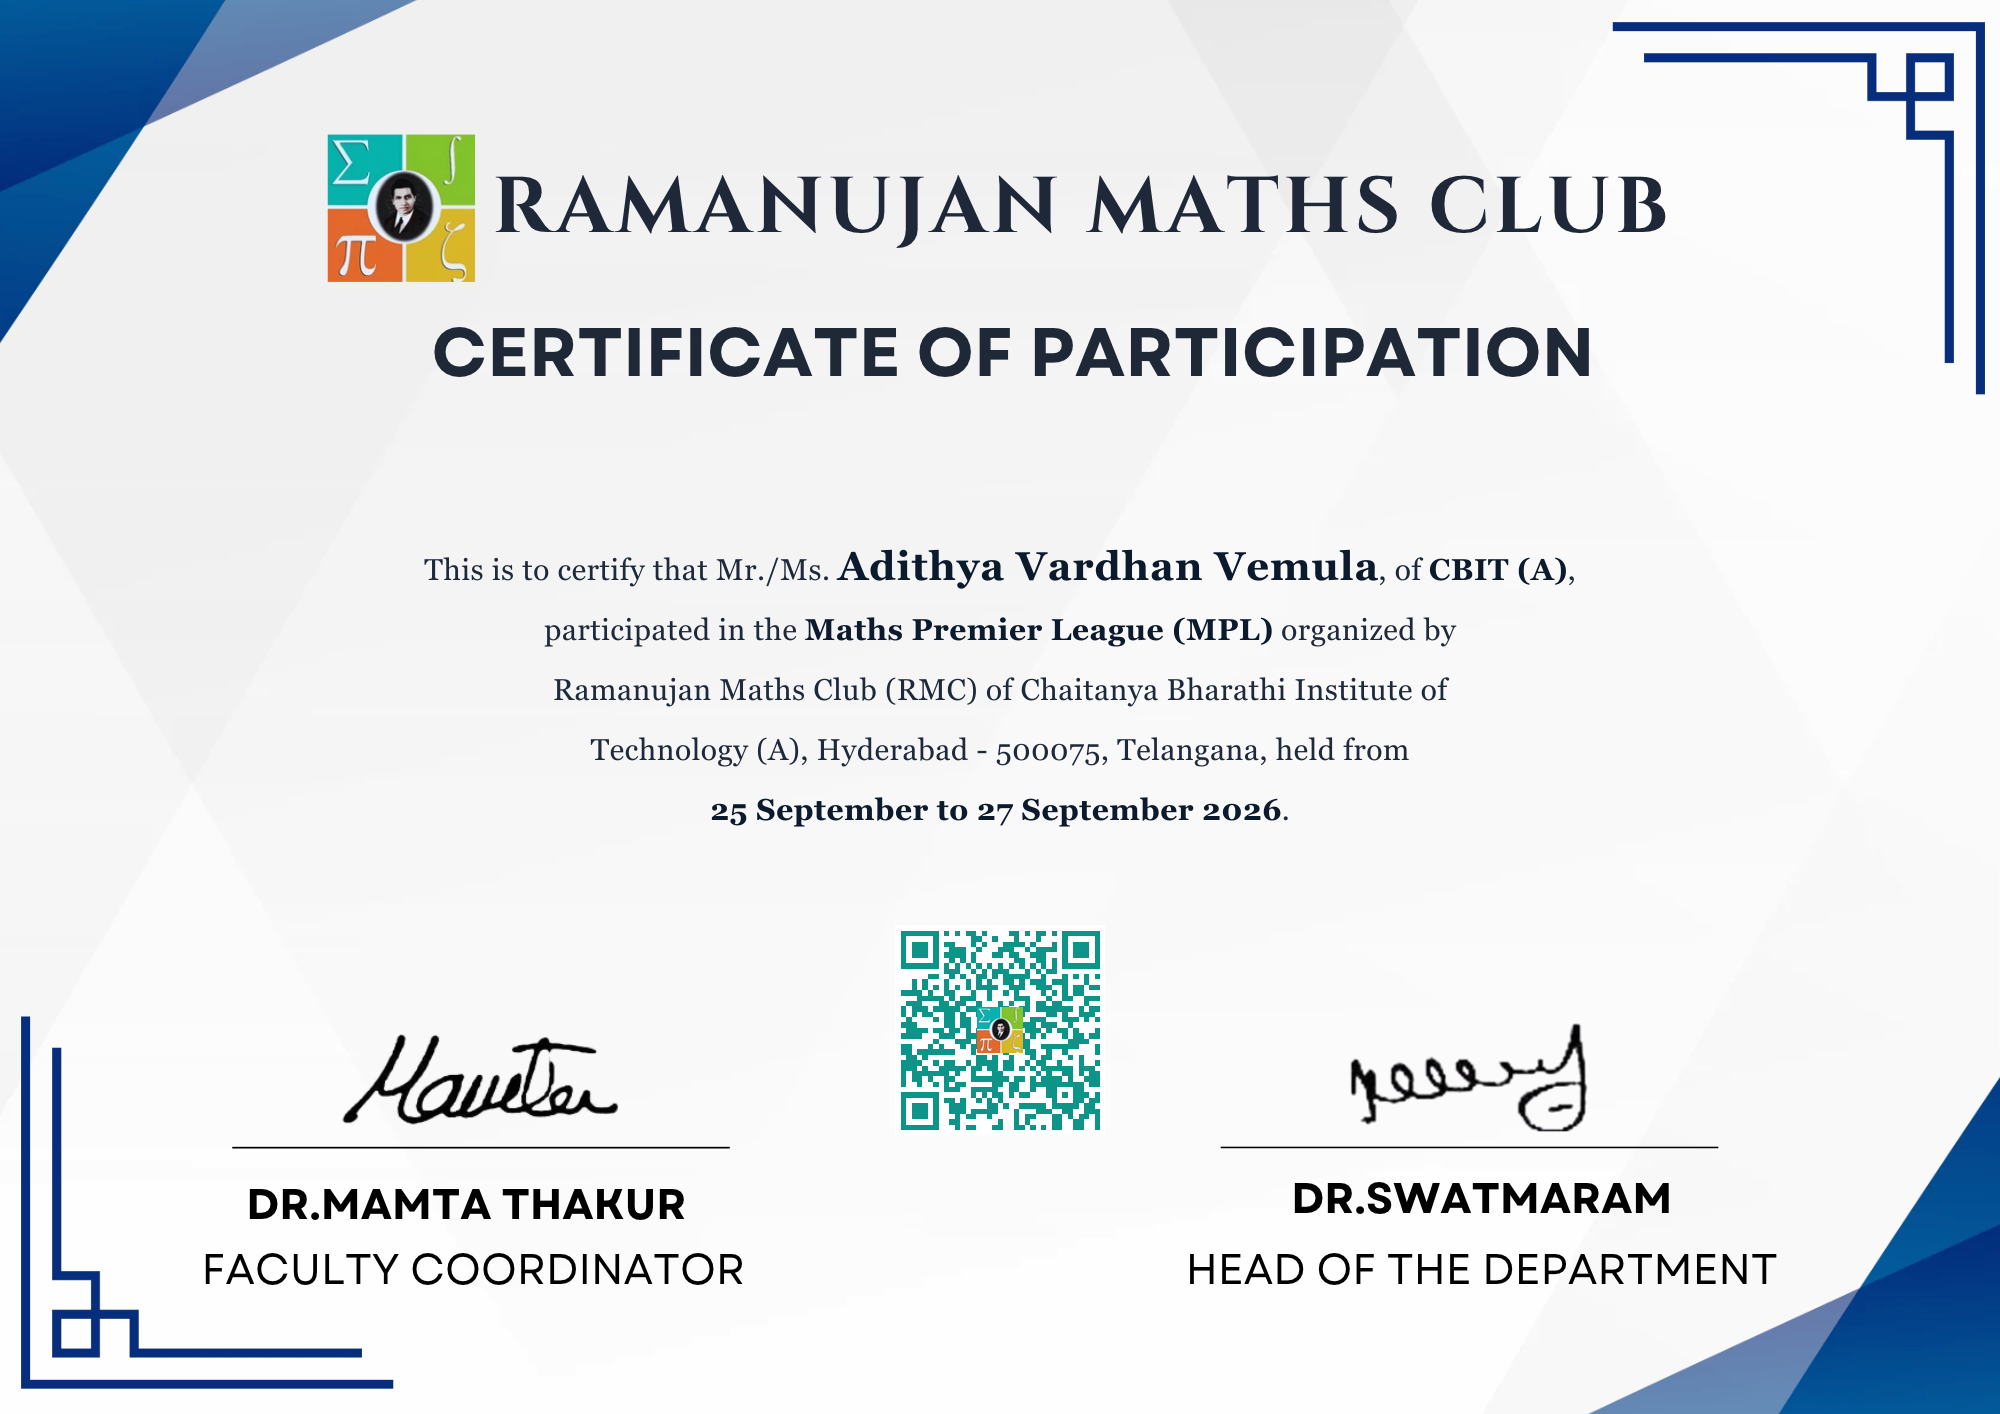 Σ ∫
π ζ
RAMANUJAN MATHS CLUB
CERTIFICATE OF PARTICIPATION
This is to certify that Mr./Ms. Adithya Vardhan Vemula, of CBIT (A),
participated in the Maths Premier League (MPL) organized by
Ramanujan Maths Club (RMC) of Chaitanya Bharathi Institute of
Technology (A), Hyderabad - 500075, Telangana, held from
25 September to 27 September 2026.
DR.MAMTA THAKUR
FACULTY COORDINATOR
DR.SWATMARAM
HEAD OF THE DEPARTMENT